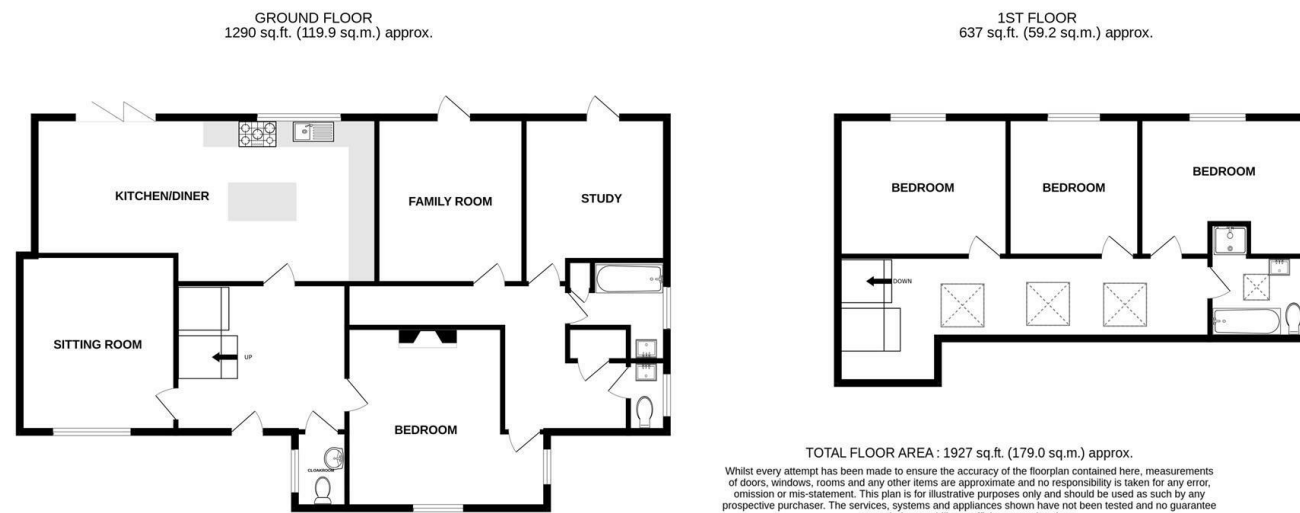 GROUND FLOOR
1290 sq.ft. (119.9 sq.m.) approx.
KITCHEN/DINER
FAMILY ROOM
STUDY
SITTING ROOM
UP
BEDROOM
CLOAKROOM
1ST FLOOR
637 sq.ft. (59.2 sq.m.) approx.
BEDROOM
BEDROOM
BEDROOM
DOWN
TOTAL FLOOR AREA : 1927 sq.ft. (179.0 sq.m.) approx.
Whilst every attempt has been made to ensure the accuracy of the floorplan contained here, measurements
of doors, windows, rooms and any other items are approximate and no responsibility is taken for any error,
omission or mis-statement. This plan is for illustrative purposes only and should be used as such by any
prospective purchaser. The services, systems and appliances shown have not been tested and no guarantee